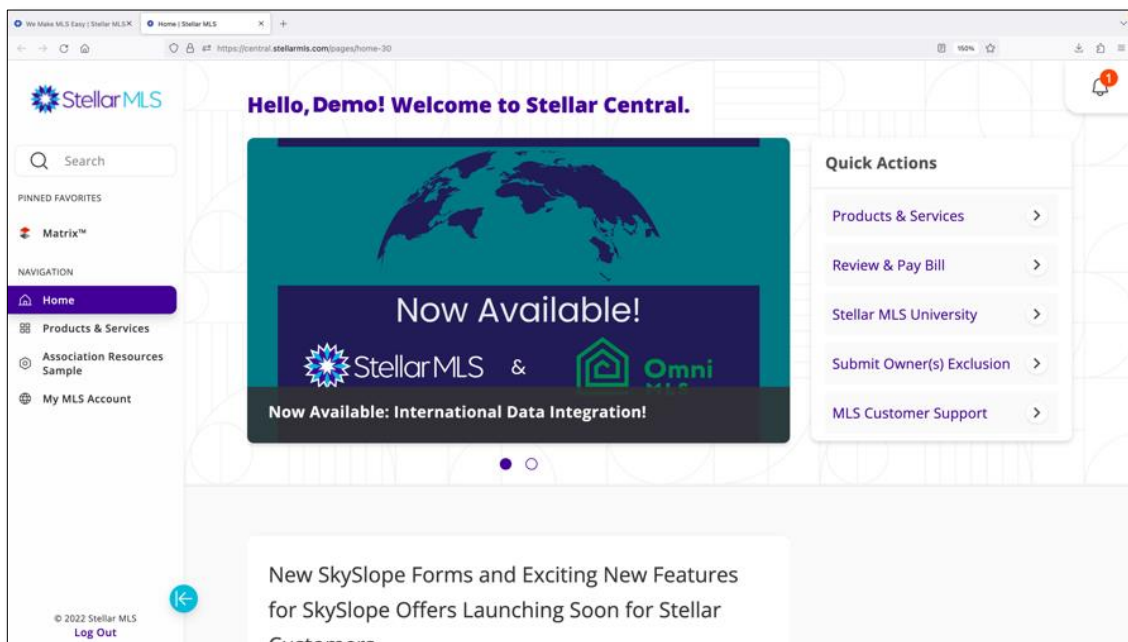 We Make MLS Easy | Stellar MLS
Home | Stellar MLS
https://central.stellarmls.com/pages/home-30
150%
StellarMLS
Search
PINNED FAVORITES
Matrix™
NAVIGATION
Home
Products & Services
Association Resources
Sample
My MLS Account
© 2022 Stellar MLS
Log Out
1
Hello, Demo! Welcome to Stellar Central.
Now Available!
StellarMLS & Omni
MLS
Now Available: International Data Integration!
Quick Actions
Products & Services
Review & Pay Bill
Stellar MLS University
Submit Owner(s) Exclusion
MLS Customer Support
New SkySlope Forms and Exciting New Features
for SkySlope Offers Launching Soon for Stellar
Customers